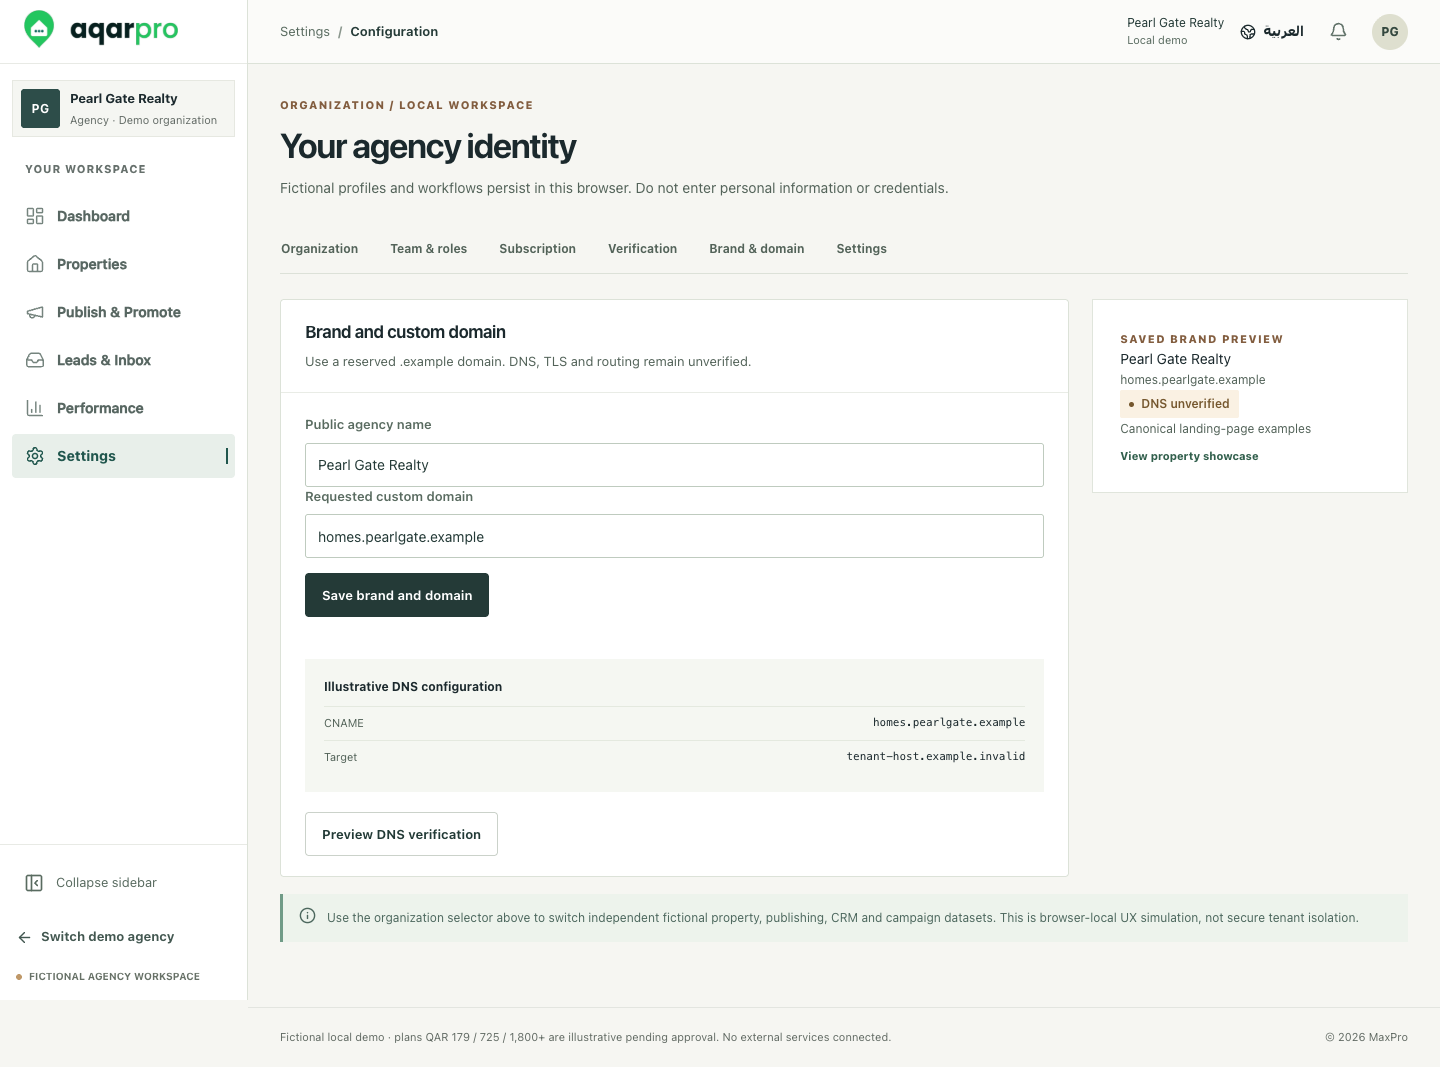 aqarpro
Settings / Configuration
Pearl Gate Realty
Local demo
العربية
PG
PG
Pearl Gate Realty
Agency · Demo organization
YOUR WORKSPACE
Dashboard
Properties
Publish & Promote
Leads & Inbox
Performance
Settings
Collapse sidebar
Switch demo agency
FICTIONAL AGENCY WORKSPACE
ORGANIZATION / LOCAL WORKSPACE
Your agency identity
Fictional profiles and workflows persist in this browser. Do not enter personal information or credentials.
Organization Team & roles Subscription Verification Brand & domain Settings
Brand and custom domain
Use a reserved .example domain. DNS, TLS and routing remain unverified.
Public agency name
Pearl Gate Realty
Requested custom domain
homes.pearlgate.example
Save brand and domain
Illustrative DNS configuration
CNAME homes.pearlgate.example
Target tenant-host.example.invalid
Preview DNS verification
SAVED BRAND PREVIEW
Pearl Gate Realty
homes.pearlgate.example
DNS unverified
Canonical landing-page examples
View property showcase
Use the organization selector above to switch independent fictional property, publishing, CRM and campaign datasets. This is browser-local UX simulation, not secure tenant isolation.
Fictional local demo · plans QAR 179 / 725 / 1,800+ are illustrative pending approval. No external services connected.
© 2026 MaxPro